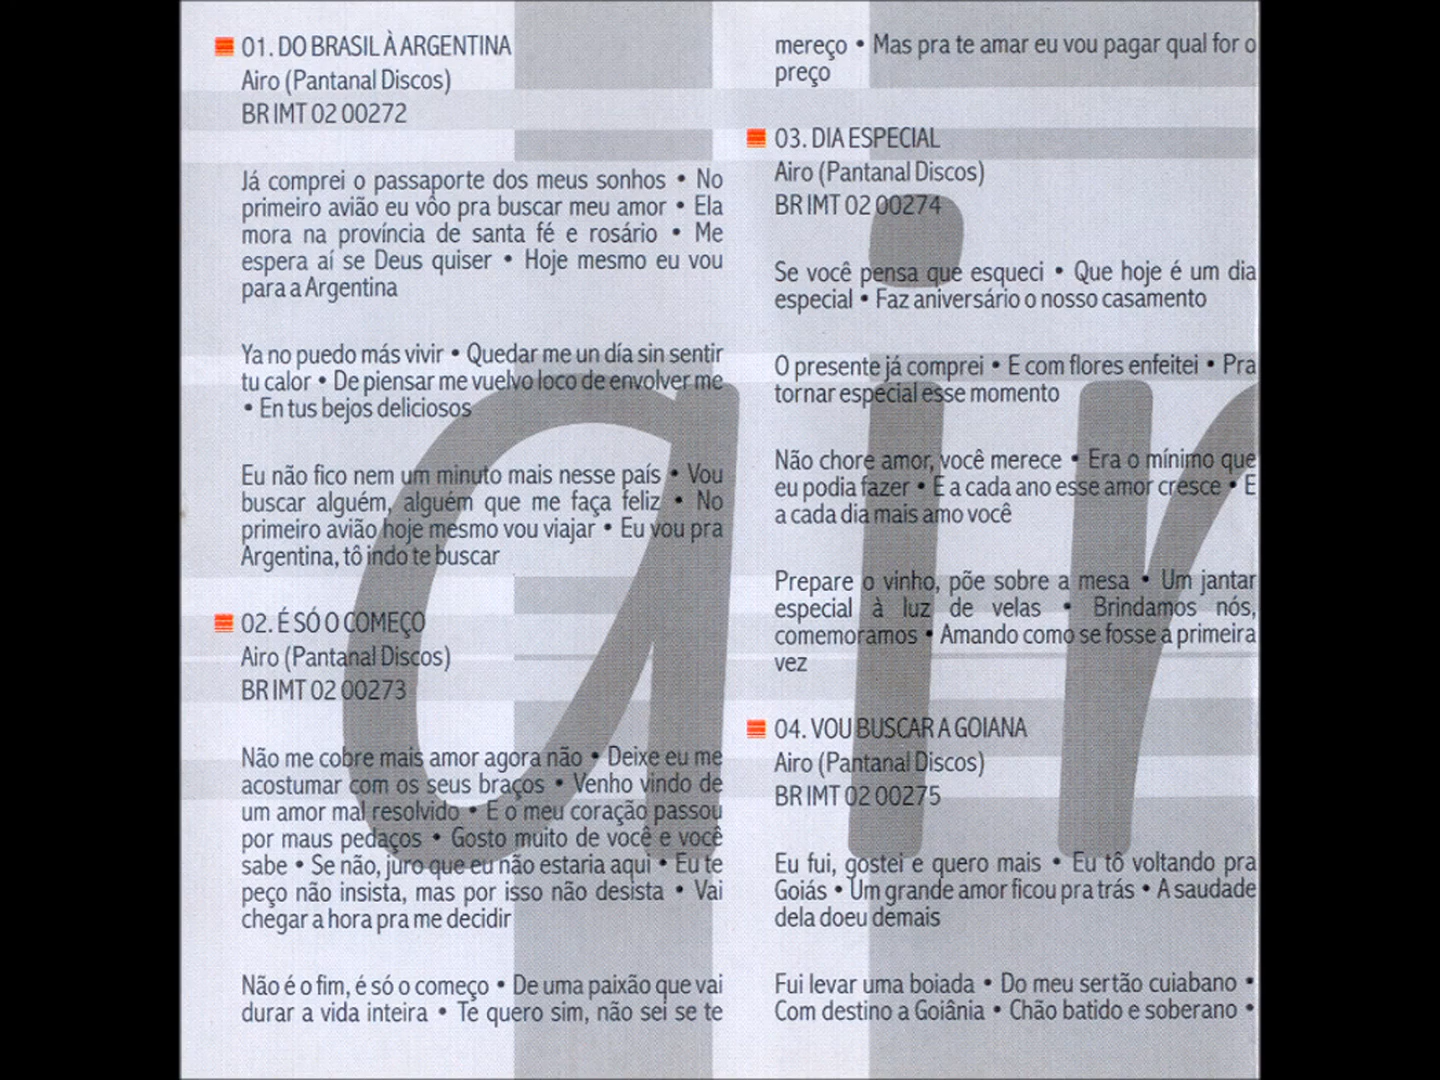 01. DO BRASIL À ARGENTINA
Airo (Pantanal Discos)
BR IMT 02 00272
Já comprei o passaporte dos meus sonhos • No
primeiro avião eu vôo pra buscar meu amor • Ela
mora na província de santa fé e rosário • Me
espera aí se Deus quiser • Hoje mesmo eu vou
para a Argentina
Ya no puedo más vivir • Quedar me un día sin sentir
tu calor • De piensar me vuelvo loco de envolver me
• En tus bejos deliciosos
Eu não fico nem um minuto mais nesse país • Vou
buscar alguém, alguém que me faça feliz • No
primeiro avião hoje mesmo vou viajar • Eu vou pra
Argentina, tô indo te buscar
02. É SÓ O COMEÇO
Airo (Pantanal Discos)
BR IMT 02 00273
Não me cobre mais amor agora não • Deixe eu me
acostumar com os seus braços • Venho vindo de
um amor mal resolvido • E o meu coração passou
por maus pedaços • Gosto muito de você e você
sabe • Se não, juro que eu não estaria aqui • Eu te
peço não insista, mas por isso não desista • Vai
chegar a hora pra me decidir
Não é o fim, é só o começo • De uma paixão que vai
durar a vida inteira • Te quero sim, não sei se te
mereço • Mas pra te amar eu vou pagar qual for o
preço
03. DIA ESPECIAL
Airo (Pantanal Discos)
BR IMT 02 00274
Se você pensa que esqueci • Que hoje é um dia
especial • Faz aniversário o nosso casamento
O presente já comprei • E com flores enfeitei • Pra
tornar especial esse momento
Não chore amor, você merece • Era o mínimo que
eu podia fazer • E a cada ano esse amor cresce • E
a cada dia mais amo você
Prepare o vinho, põe sobre a mesa • Um jantar
especial à luz de velas • Brindamos nós,
comemoramos • Amando como se fosse a primeira
vez
04. VOU BUSCAR A GOIANA
Airo (Pantanal Discos)
BR IMT 02 00275
Eu fui, gostei e quero mais • Eu tô voltando pra
Goiás • Um grande amor ficou pra trás • A saudade
dela doeu demais
Fui levar uma boiada • Do meu sertão cuiabano •
Com destino a Goiânia • Chão batido e soberano •
air